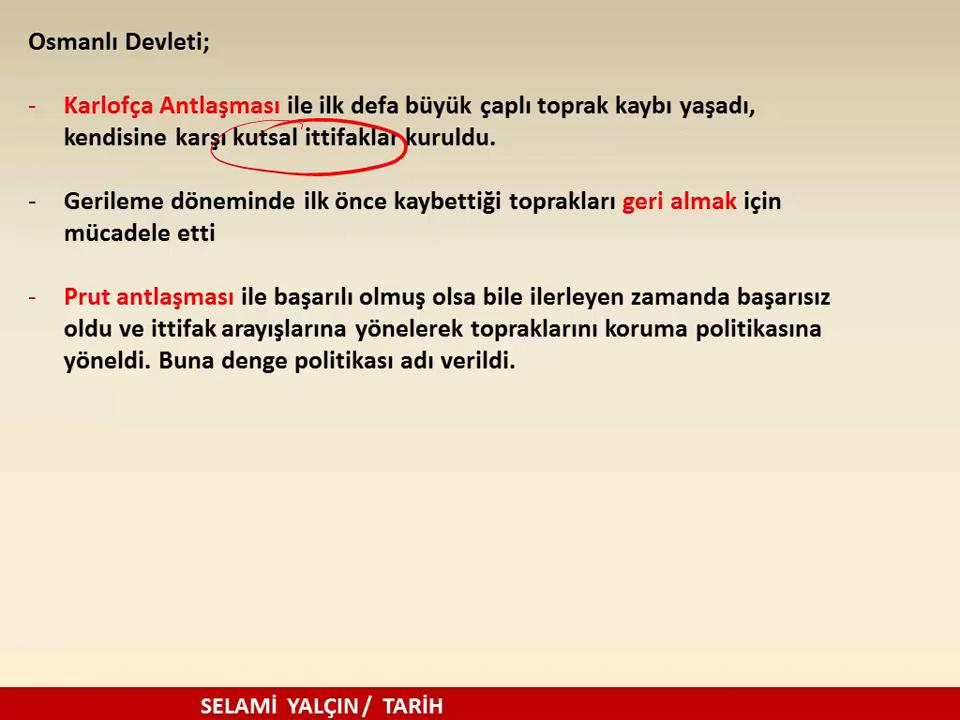 Osmanlı Devleti;
- Karlofça Antlaşması ile ilk defa büyük çaplı toprak kaybı yaşadı,
kendisine karşı kutsal ittifaklar kuruldu.
- Gerileme döneminde ilk önce kaybettiği toprakları geri almak için
mücadele etti
- Prut antlaşması ile başarılı olmuş olsa bile ilerleyen zamanda başarısız
oldu ve ittifak arayışlarına yönelerek topraklarını koruma politikasına
yöneldi. Buna denge politikası adı verildi.
SELAMİ YALÇIN / TARİH